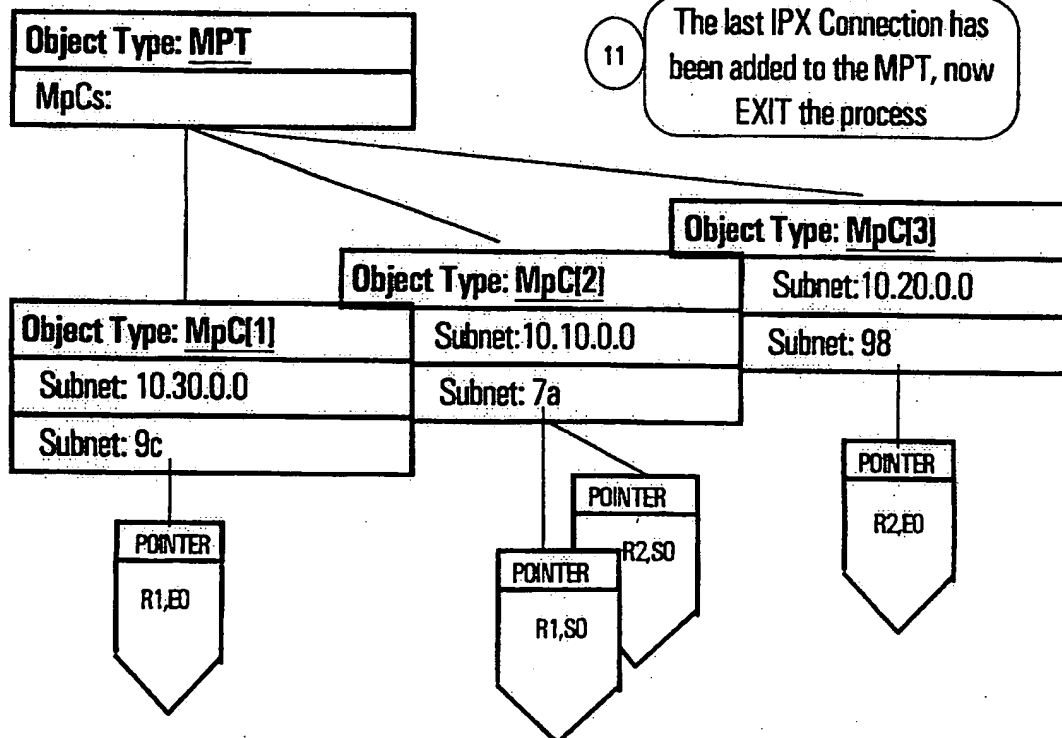 Object Type: MPT
MpCs:
11
The last IPX Connection has
been added to the MPT, now
EXIT the process
Object Type: MpC[3]
Subnet:10.20.0.0
Subnet: 98
Object Type: MpC[2]
Subnet:10.10.0.0
Subnet: 7a
Object Type: MpC[1]
Subnet: 10.30.0.0
Subnet: 9c
POINTER
R1,E0
POINTER
R1,S0
POINTER
R2,S0
POINTER
R2,E0